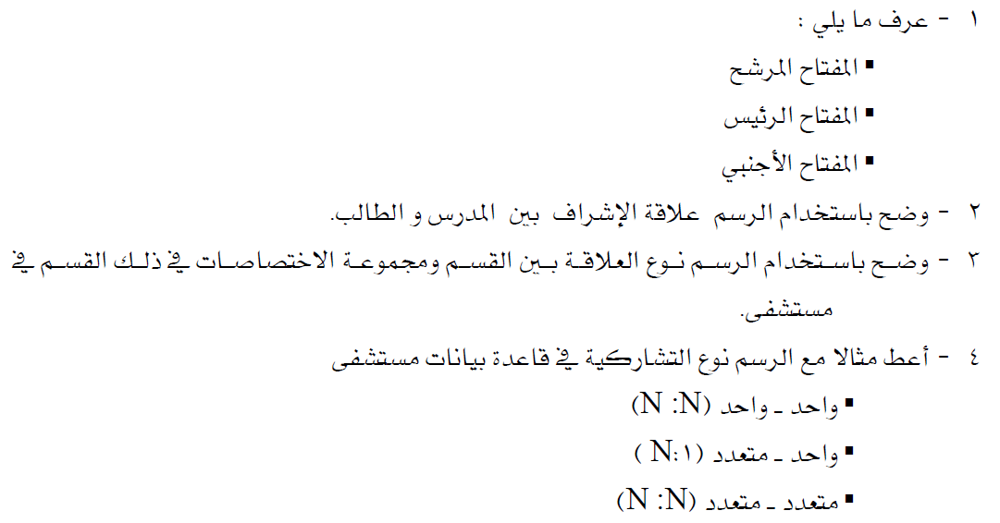 ١ - عرف ما يلي :
▪ المفتاح المرشح
▪ المفتاح الرئيس
▪ المفتاح الأجنبي
٢ - وضح باستخدام الرسم علاقة الإشراف بين المدرس و الطالب.
٣ - وضح باستخدام الرسم نوع العلاقة بين القسم ومجموعة الاختصاصات في ذلك القسم في
مستشفى.
٤ - أعط مثالا مع الرسم نوع التشاركية في قاعدة بيانات مستشفى
▪ واحد ـ واحد (N :N)
▪ واحد ـ متعدد (N:١ )
▪ متعدد ـ متعدد (N :N)